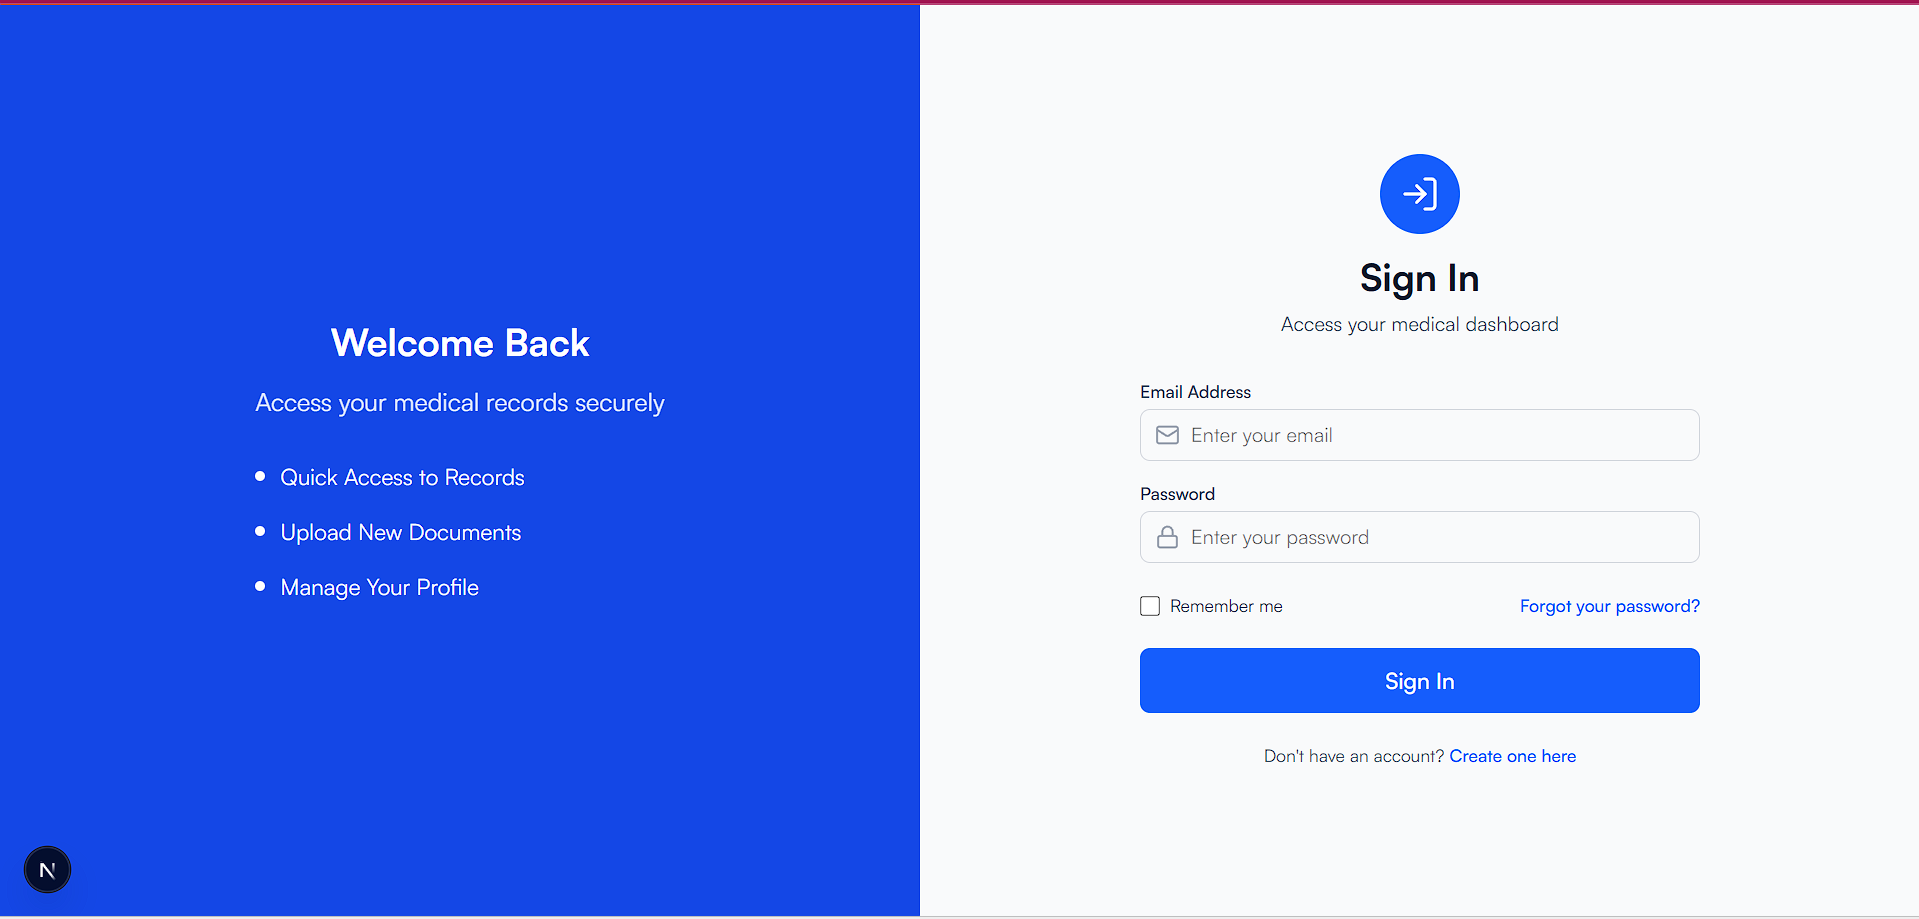 Welcome Back
Access your medical records securely
Quick Access to Records
Upload New Documents
Manage Your Profile
N
Sign In
Access your medical dashboard
Email Address
Enter your email
Password
Enter your password
Remember me
Forgot your password?
Sign In
Don't have an account? Create one here